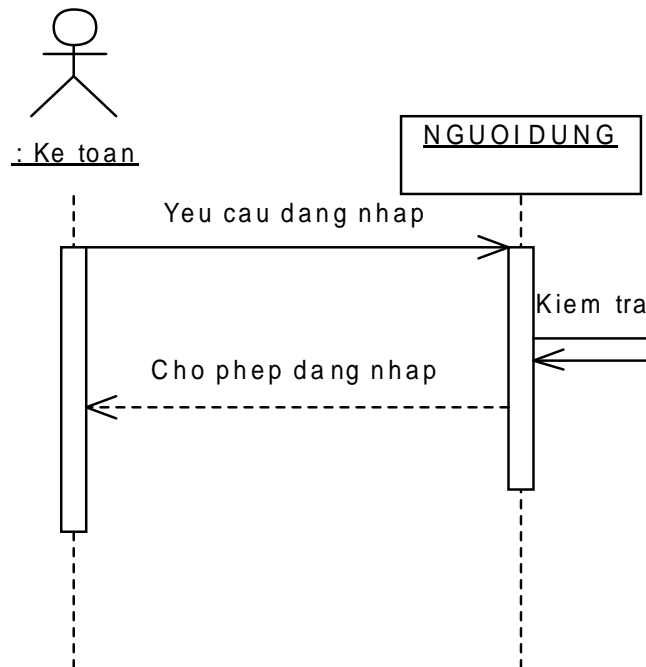 : Ke toan
NGUOIDUNG
Yeu cau dang nhap
Kiem tra
Cho phep dang nhap